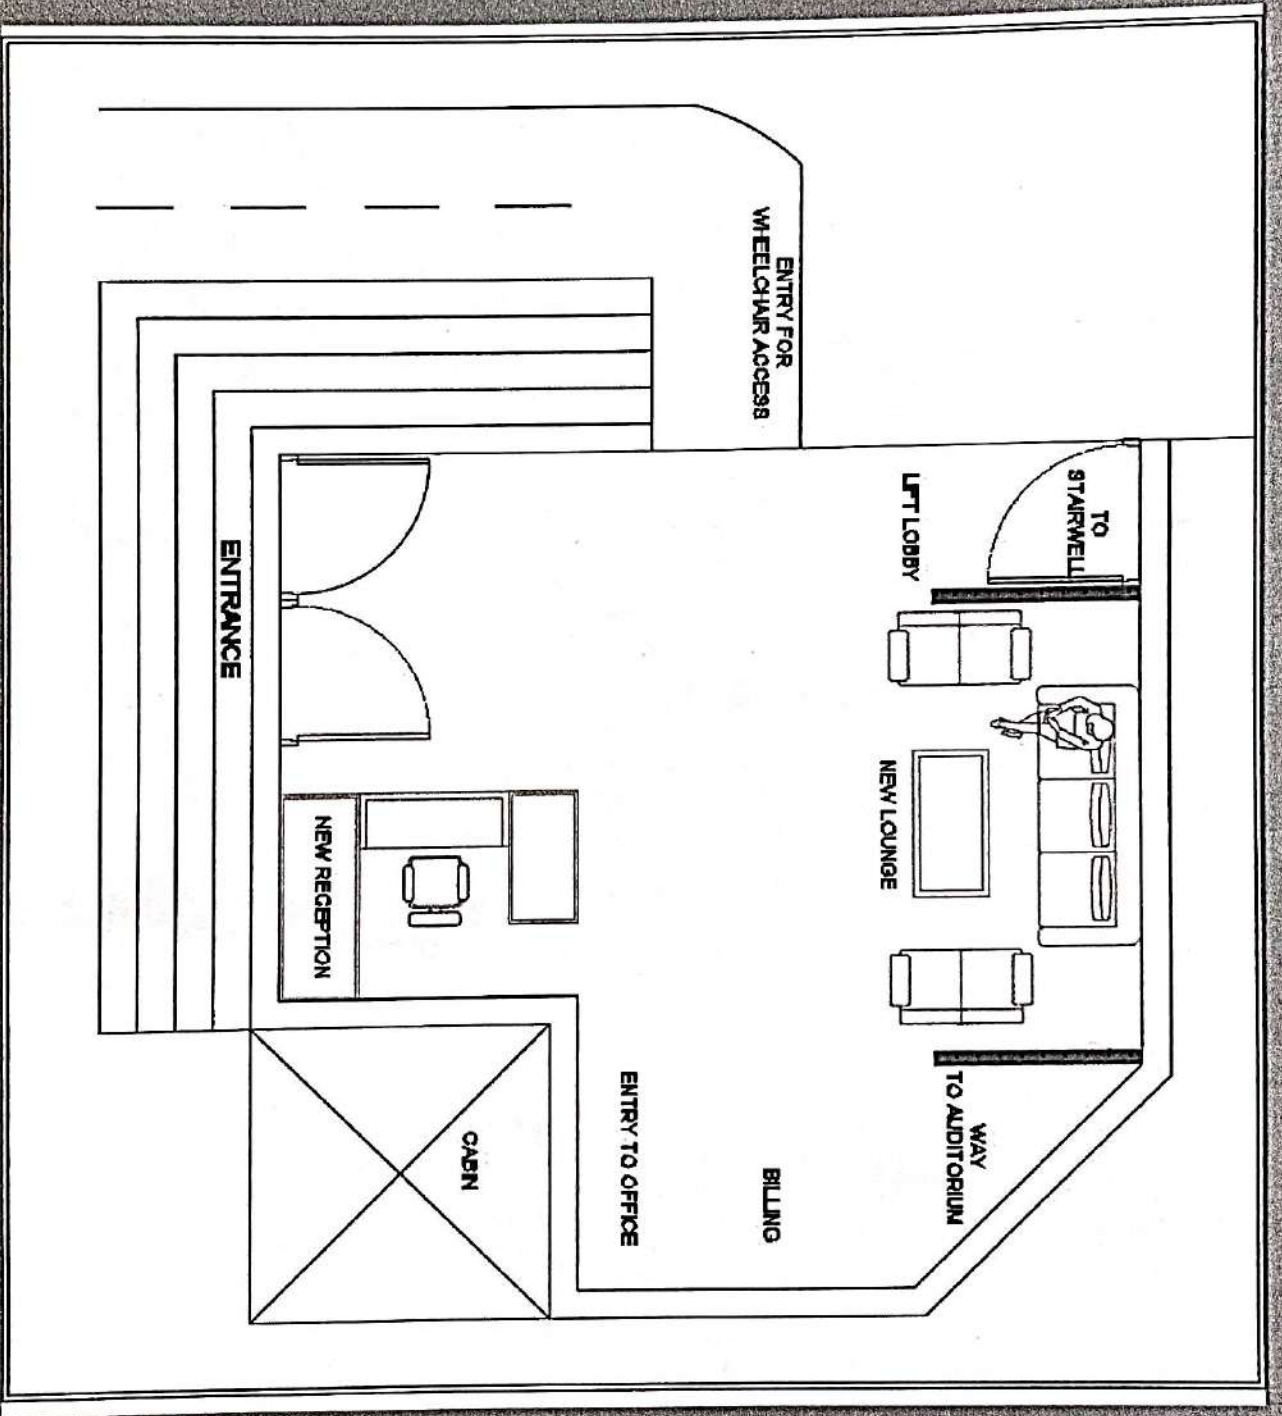 TO
STAIRWELL
WAY
TO AUDITORIUM
LIFT LOBBY
NEW LOUNGE
ENTRY FOR
WHEELCHAIR ACCESS
BILLING
ENTRY TO OFFICE
CABIN
NEW RECEPTION
ENTRANCE